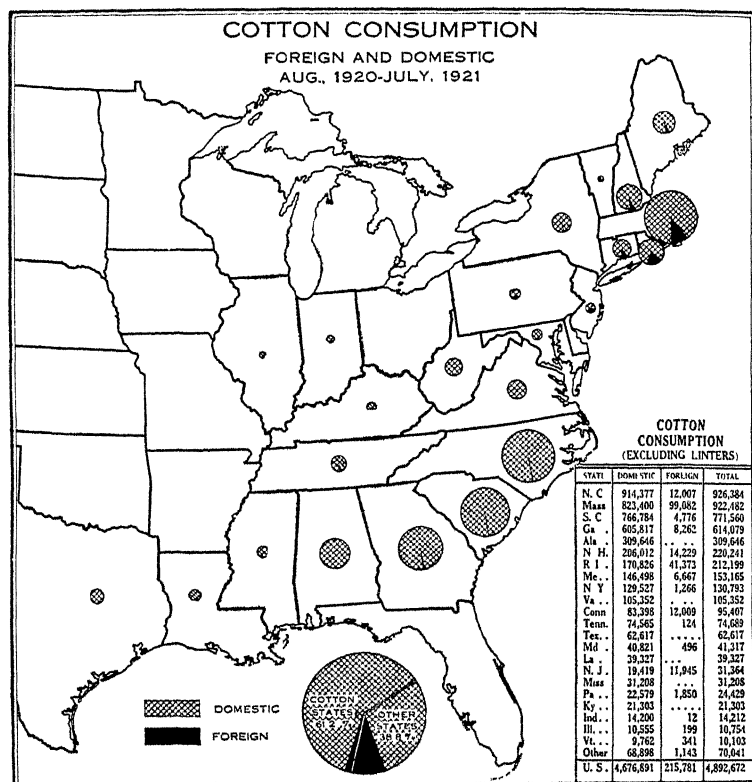 COTTON CONSUMPTION
FOREIGN AND DOMESTIC
AUG., 1920-JULY, 1921
COTTON
CONSUMPTION
(EXCLUDING LINTERS)
STATE DOMESTIC FOREIGN TOTAL
N. C 914,377 12,007 926,384
Mass 823,400 99,082 922,482
S. C 766,784 4,776 771,560
Ga . 605,817 8,262 614,079
Ala . 309,646 . . . . 309,646
N H. 206,012 14,229 220,241
R I . 170,826 41,373 212,199
Me. . 146,498 6,667 153,165
N Y 129,527 1,266 130,793
Va . . 105,352 . . . 105,352
Conn 83,398 12,009 95,407
Tenn. 74,565 124 74,689
Tex. . 62,617 . . . . . 62,617
Md . 40,821 496 41,317
La . 39,327 . . . 39,327
N. J. . 19,419 11,945 31,364
Miss 31,208 . . . 31,208
Pa . . 22,579 1,850 24,429
Ky . . 21,303 . . . . . 21,303
Ind. . 14,200 12 14,212
Ill. . . 10,555 199 10,754
Vt. . . 9,762 341 10,103
Other 68,898 1,143 70,041
U. S. 4,676,891 215,781 4,892,672
COTTON
STATES
61.2%
OTHER
STATES
38.8%
DOMESTIC
FOREIGN